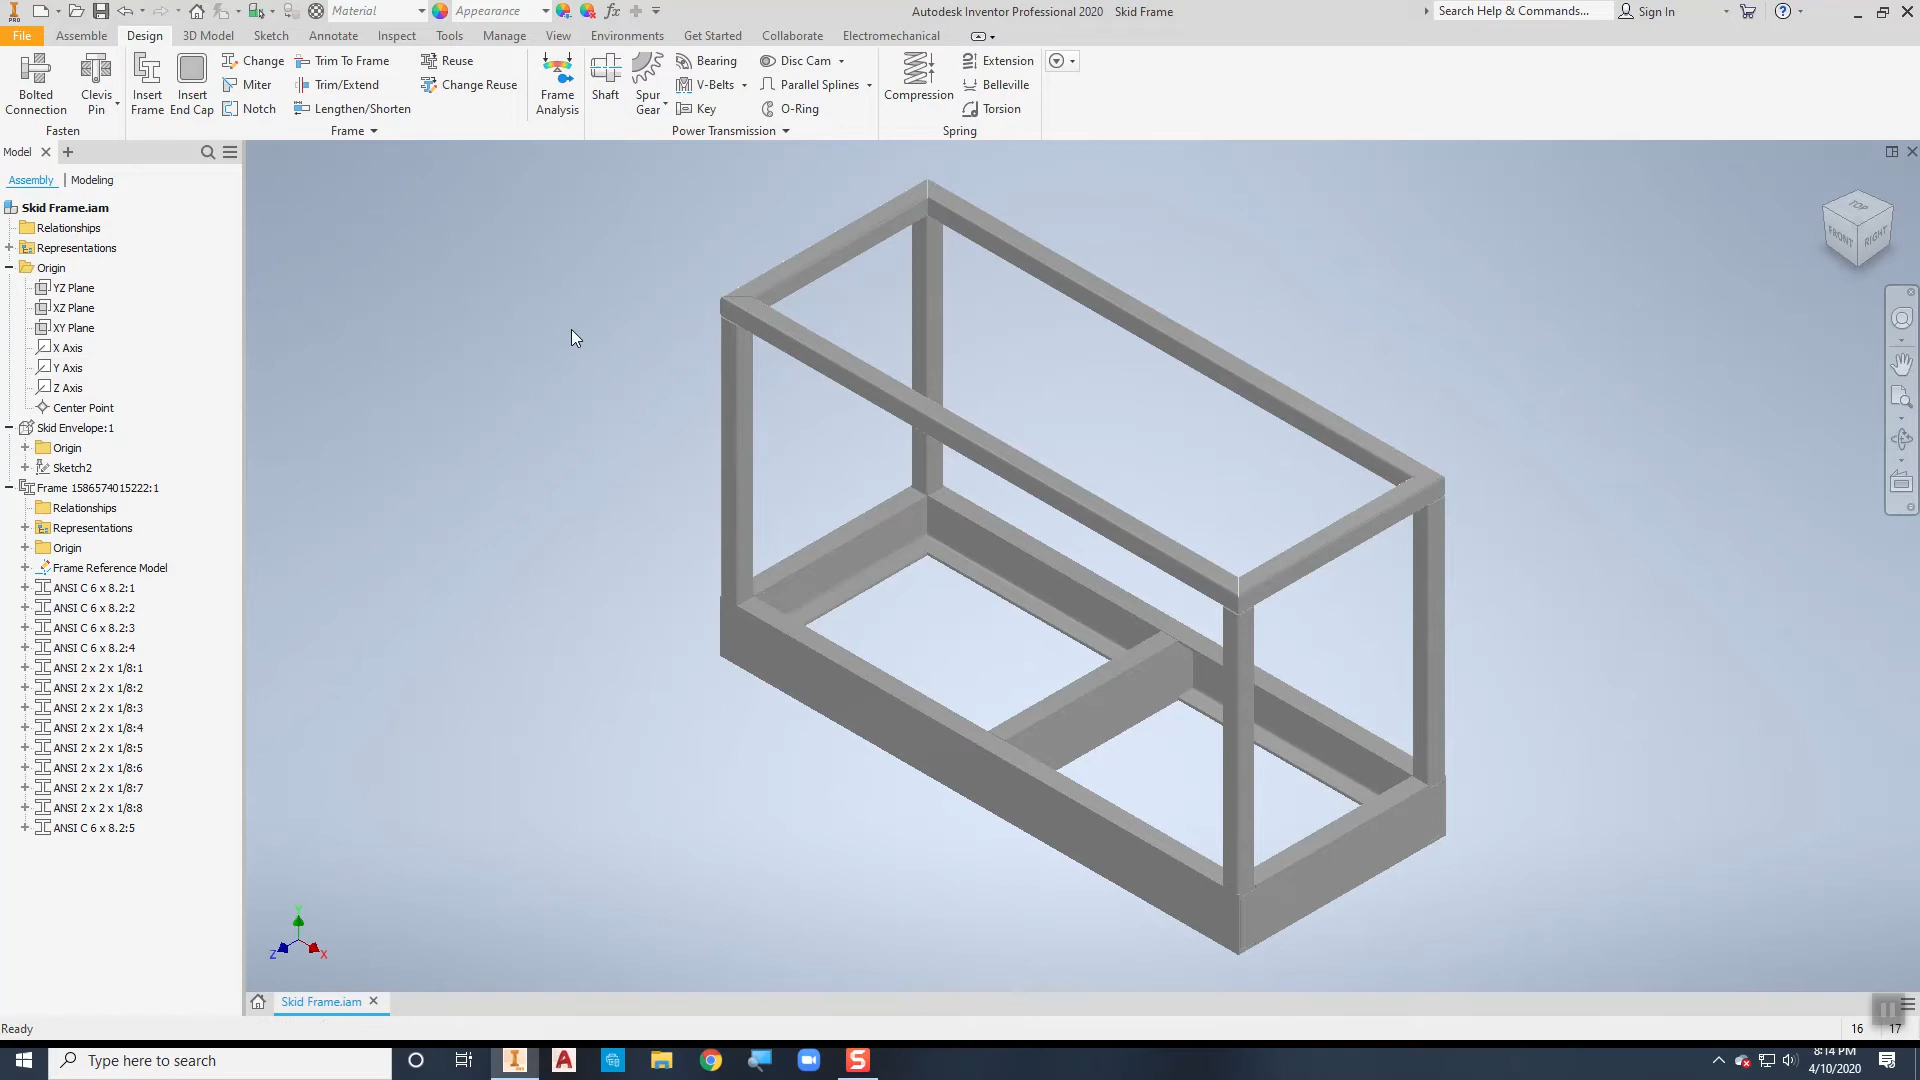 PRO
Material
Appearance
fx
Autodesk Inventor Professional 2020 Skid Frame
Search Help & Commands...
Sign In
File Assemble Design 3D Model Sketch Annotate Inspect Tools Manage View Environments Get Started Collaborate Electromechanical
Bolted Connection
Clevis Pin
Insert Frame
Insert End Cap
Change
Miter
Notch
Trim To Frame
Trim/Extend
Lengthen/Shorten
Reuse
Change Reuse
Frame Analysis
Shaft
Spur Gear
Bearing
V-Belts
Key
Disc Cam
Parallel Splines
O-Ring
Compression
Extension
Belleville
Torsion
Fasten
Frame
Power Transmission
Spring
Model
Assembly
Modeling
Skid Frame.iam
Relationships
Representations
Origin
YZ Plane
XZ Plane
XY Plane
X Axis
Y Axis
Z Axis
Center Point
Skid Envelope:1
Origin
Sketch2
Frame 1586574015222:1
Relationships
Representations
Origin
Frame Reference Model
ANSI C 6 x 8.2:1
ANSI C 6 x 8.2:2
ANSI C 6 x 8.2:3
ANSI C 6 x 8.2:4
ANSI 2 x 2 x 1/8:1
ANSI 2 x 2 x 1/8:2
ANSI 2 x 2 x 1/8:3
ANSI 2 x 2 x 1/8:4
ANSI 2 x 2 x 1/8:5
ANSI 2 x 2 x 1/8:6
ANSI 2 x 2 x 1/8:7
ANSI 2 x 2 x 1/8:8
ANSI C 6 x 8.2:5
TOP
FRONT
RIGHT
Y
Z
X
Skid Frame.iam
Ready
16
17
Type here to search
8:14 PM
4/10/2020